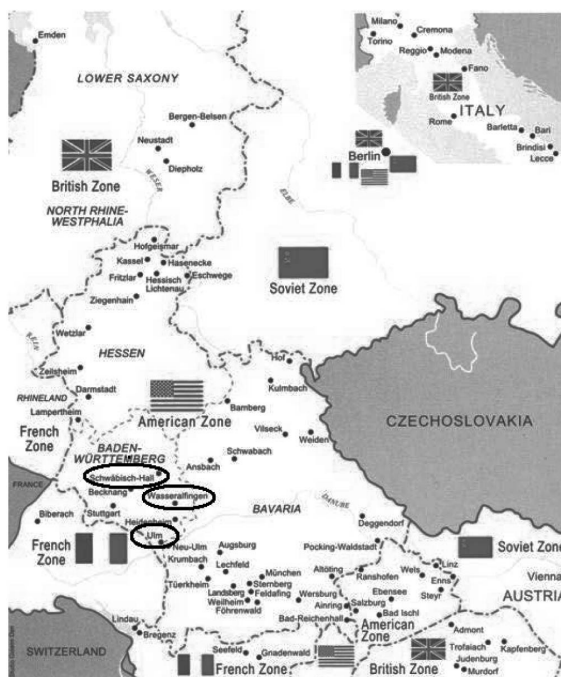 Emden
LOWER SAXONY
Bergen-Belsen
Neustadt
Diepholz
WESER
British Zone
NORTH RHINE-
WESTPHALIA
ELBE
Milano
Cremona
Torino
Reggio
Modena
Fano
British Zone
ITALY
Rome
Barletta
Bari
Brindisi
Lecce
Berlin
Soviet Zone
Hofgeismar
Kassel
Hasenecke
Fritzlar
Hessisch
Lichtenau
Eschwege
Ziegenhain
Wetzlar
HESSEN
Zeilsheim
RHINELAND
Darmstadt
Lampertheim
French
Zone
American Zone
Hof
Kulmbach
Bamberg
Vilseck
Weiden
CZECHOSLOVAKIA
BADEN-
WÜRTTEMBERG
Ansbach
Schwabach
Schwäbisch-Hall
Backnang
Wasseralfingen
FRANCE
Stuttgart
Biberach
Heidenheim
BAVARIA
DANUBE
Deggendorf
French
Zone
Ulm
Neu-Ulm
Augsburg
Pocking-Waldstadt
Soviet Zone
Krumbach
Lechfeld
München
Altötting
Ranshofen
Wels
Linz
Enns
Vienna
Tüerkheim
Landsberg
Sternberg
Feldafing
Weilheim
Föhrenwald
Wersburg
Ainring
Salzburg
Ebensee
Steyr
AUSTRIA
Bad-Reichenhall
Bad Ischl
American
Zone
Lindau
Bregenz
SWITZERLAND
Seefeld
Gnadenwald
French Zone
British Zone
Admont
Trofaiach
Kapfenberg
Judenburg
Murdorf